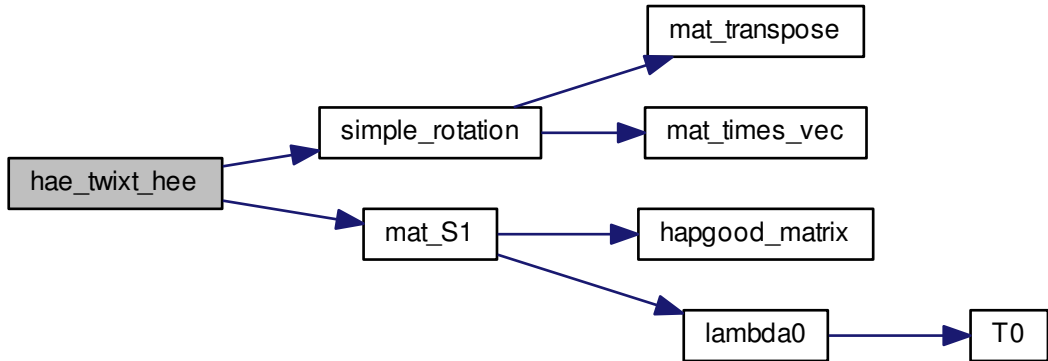 mat_transpose
simple_rotation
mat_times_vec
hae_twixt_hee
mat_S1
hapgood_matrix
lambda0
T0